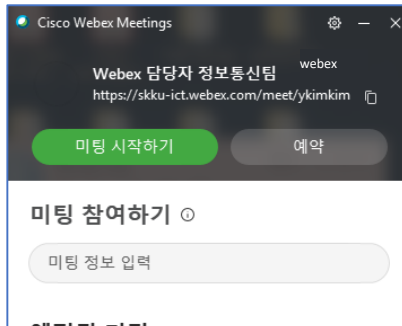 Cisco Webex Meetings
Webex 담당자 정보통신팀 webex
https://skku-ict.webex.com/meet/ykimkim
미팅 시작하기 예약
미팅 참여하기
미팅 정보 입력